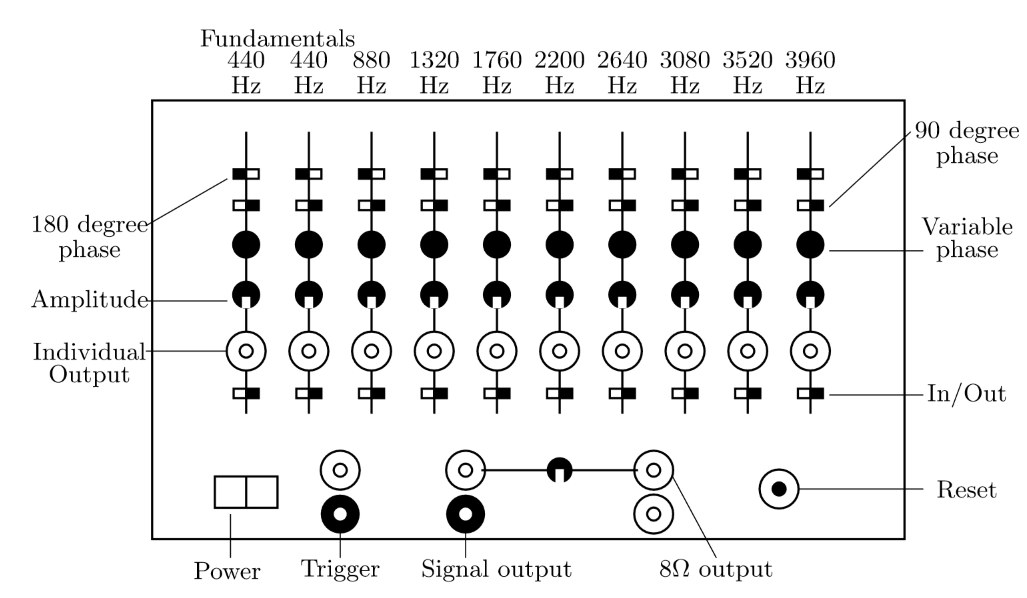 Fundamentals
440 440 880 1320 1760 2200 2640 3080 3520 3960
Hz Hz Hz Hz Hz Hz Hz Hz Hz Hz
90 degree
phase
180 degree
phase
Variable
phase
Amplitude
Individual
Output
In/Out
Reset
Power
Trigger
Signal output
8Ω output